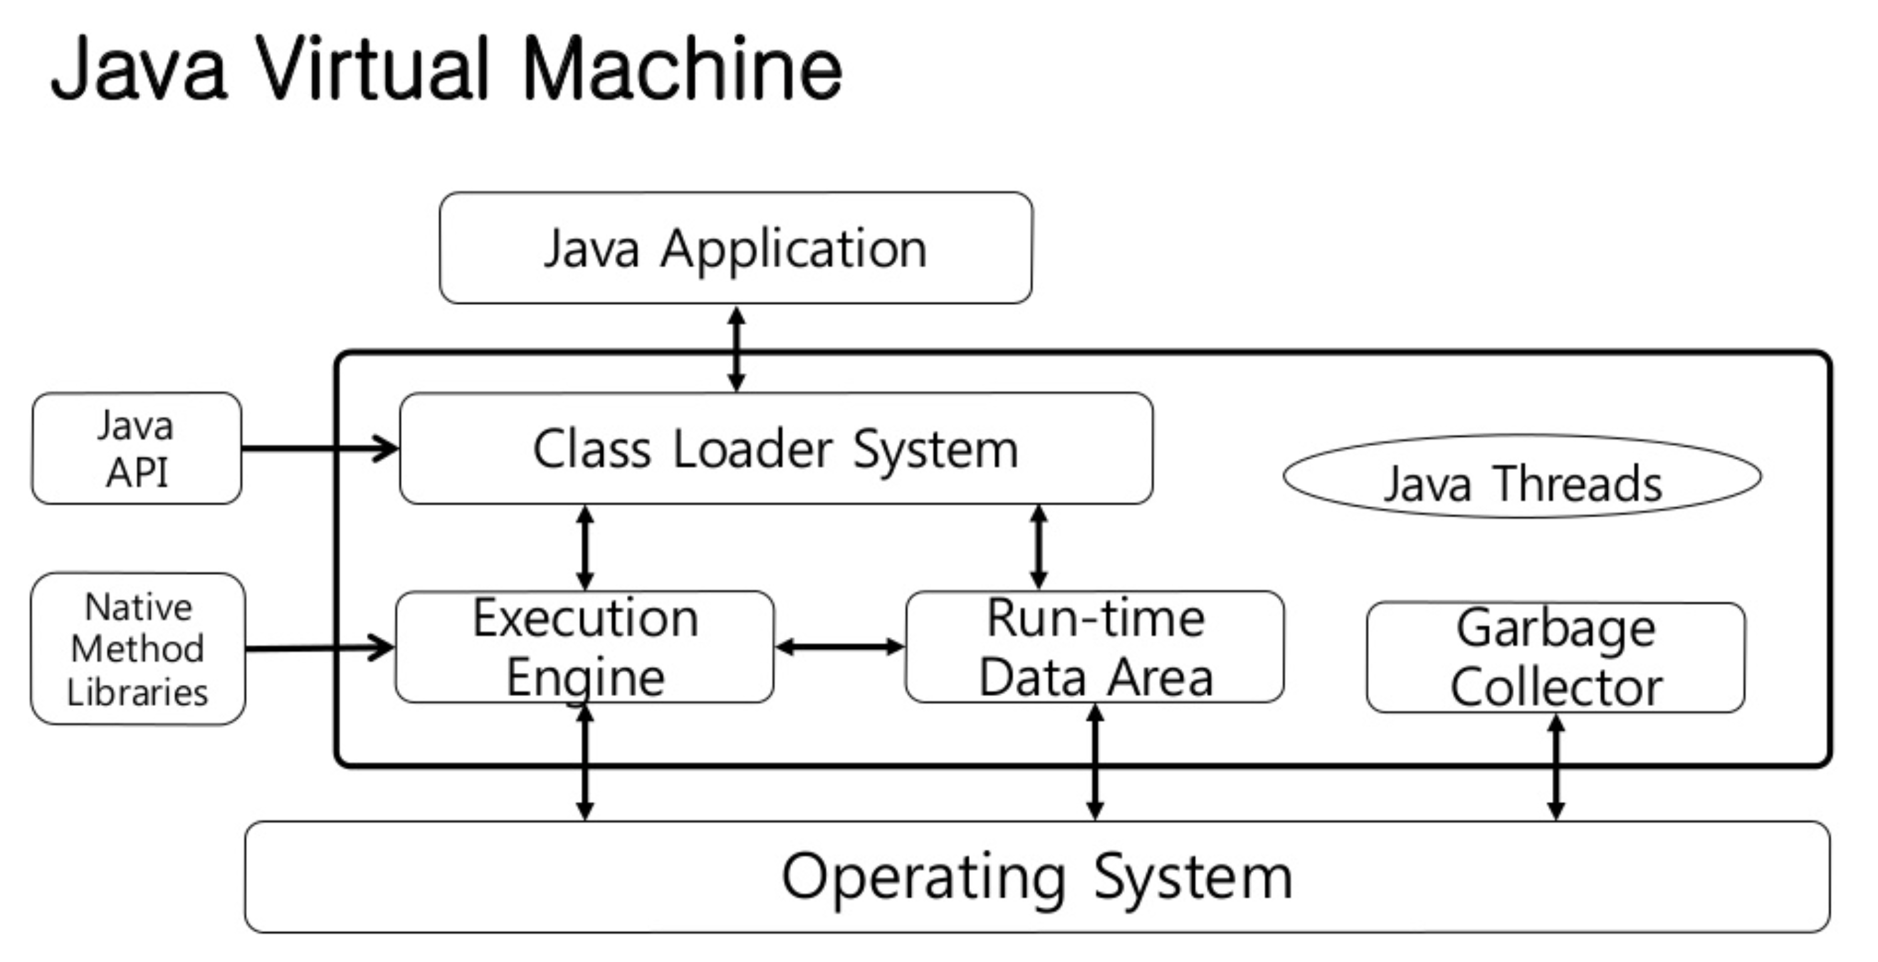 Java Virtual Machine
Java Application
Java
API
Class Loader System
Java Threads
Native
Method
Libraries
Execution
Engine
Run-time
Data Area
Garbage
Collector
Operating System